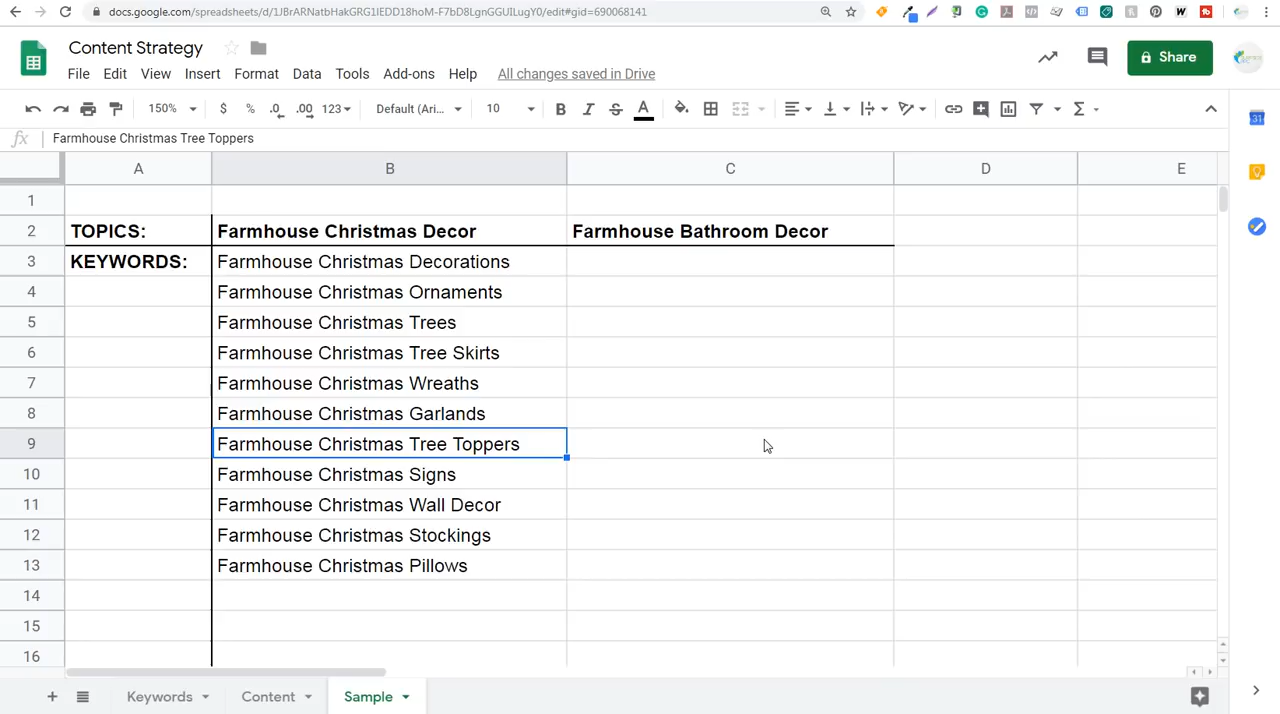 docs.google.com/spreadsheets/d/1JBrARNatbHakGRG1IEDD18hoM-F7bD8LgnGGUILugY0/edit#gid=690068141
Content Strategy
File Edit View Insert Format Data Tools Add-ons Help All changes saved in Drive
Share
150% $ % .0 .00 123 Default (Ari... 10 B I S A
fx Farmhouse Christmas Tree Toppers
A B C D E
1
2 TOPICS: Farmhouse Christmas Decor Farmhouse Bathroom Decor
3 KEYWORDS: Farmhouse Christmas Decorations
4 Farmhouse Christmas Ornaments
5 Farmhouse Christmas Trees
6 Farmhouse Christmas Tree Skirts
7 Farmhouse Christmas Wreaths
8 Farmhouse Christmas Garlands
9 Farmhouse Christmas Tree Toppers
10 Farmhouse Christmas Signs
11 Farmhouse Christmas Wall Decor
12 Farmhouse Christmas Stockings
13 Farmhouse Christmas Pillows
14
15
16
Keywords Content Sample